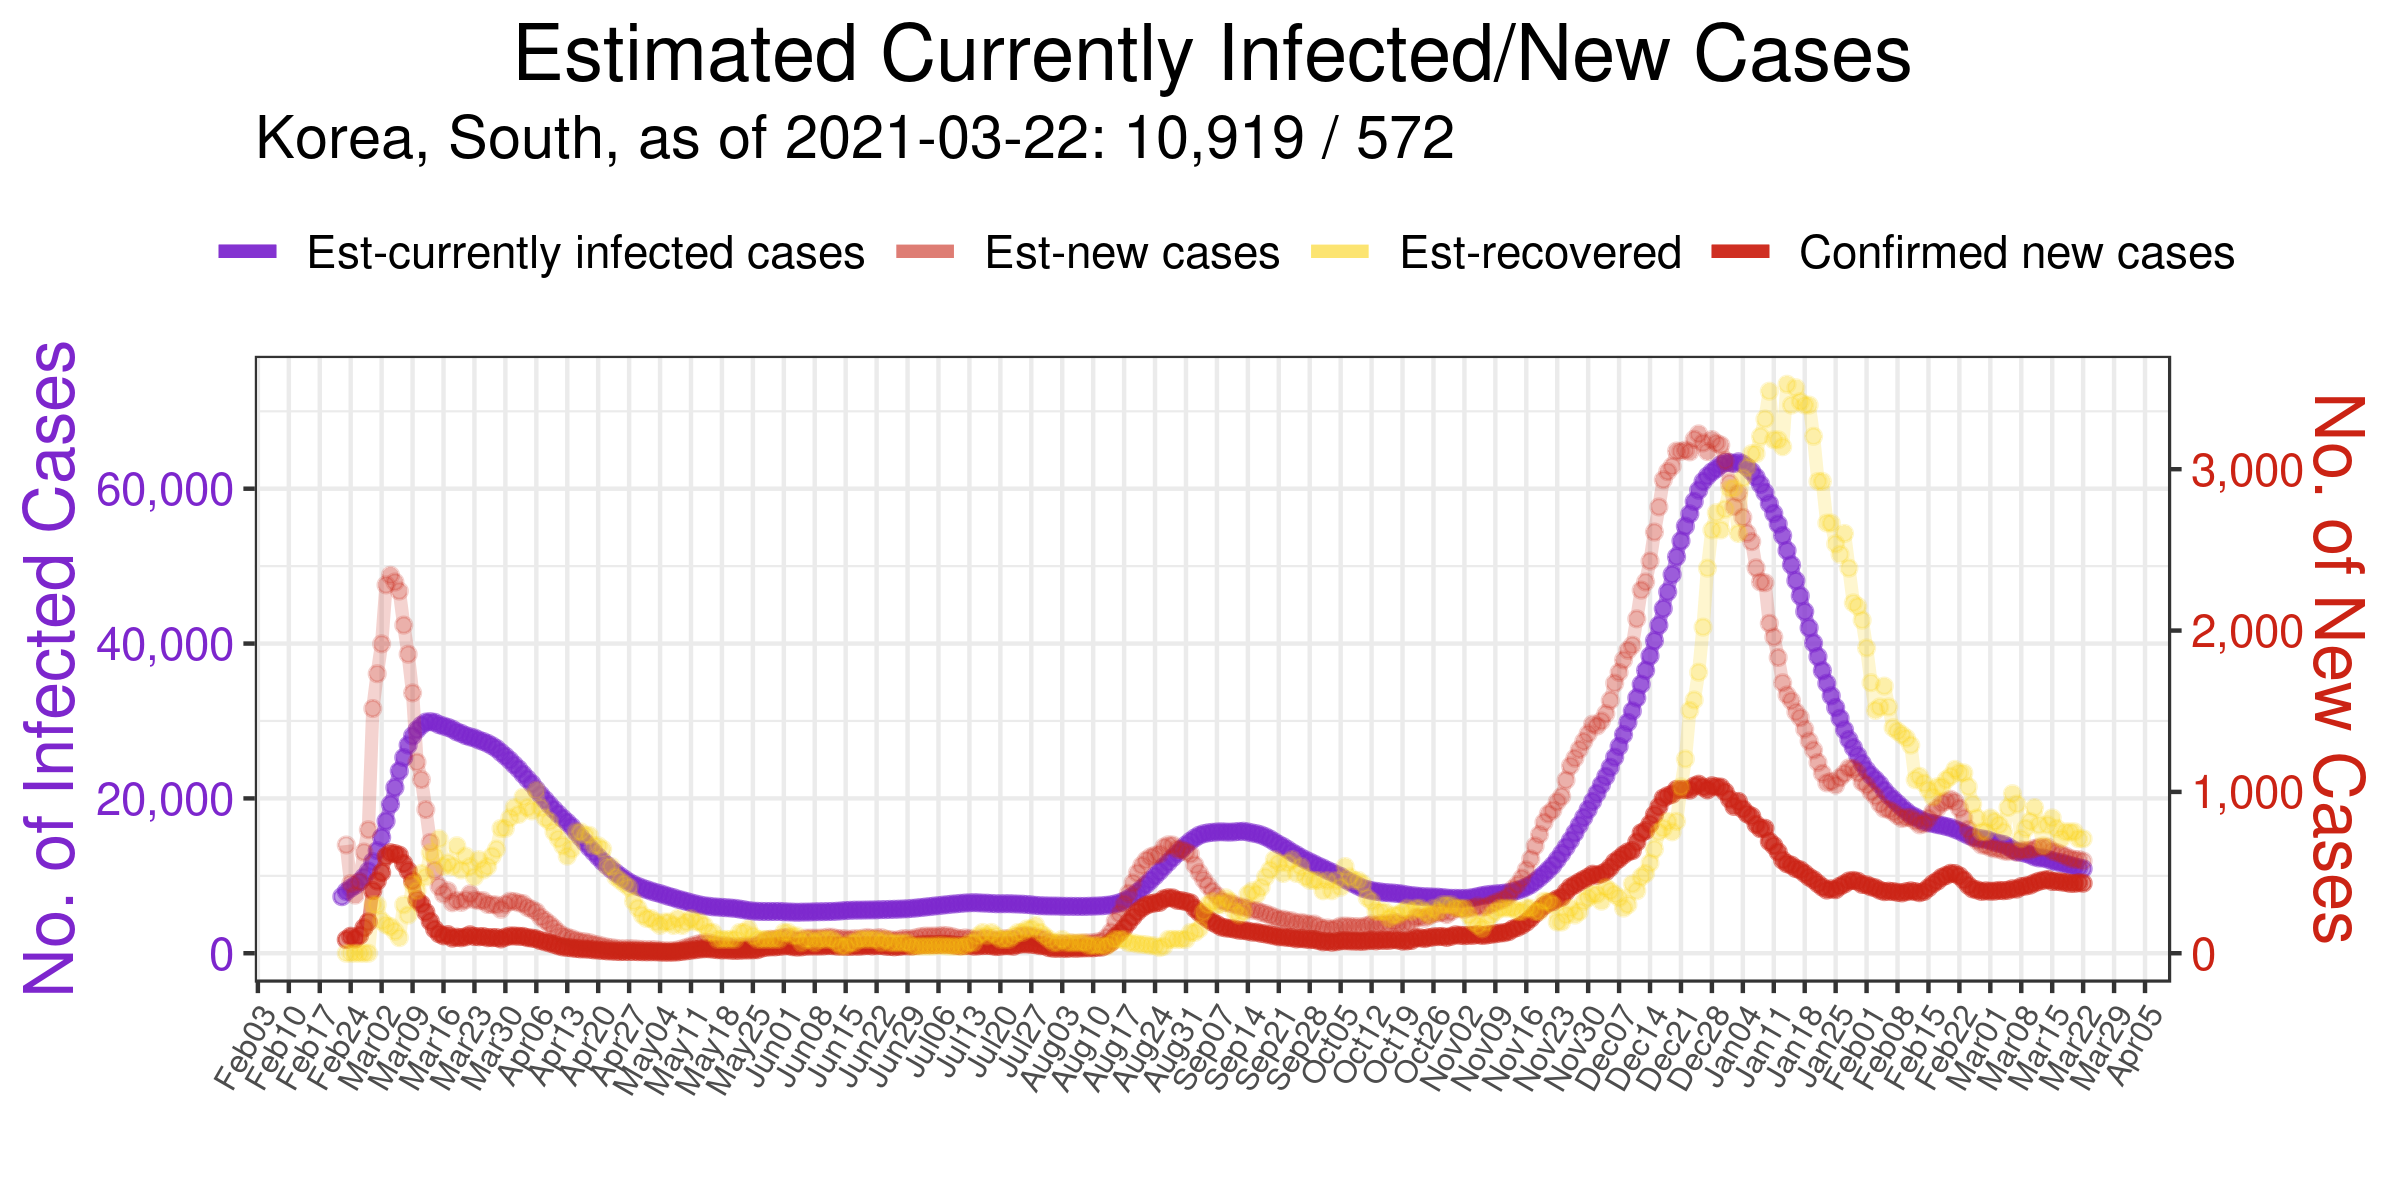 Estimated Currently Infected/New Cases
Korea, South, as of 2021-03-22: 10,919 / 572
Est-currently infected cases Est-new cases Est-recovered Confirmed new cases
No. of Infected Cases
60,000
40,000
20,000
0
3,000
2,000
1,000
0
No. of New Cases
Feb03 Feb10 Feb17 Feb24 Mar02 Mar09 Mar16 Mar23 Mar30 Apr06 Apr13 Apr20 Apr27 May04 May11 May18 May25 Jun01 Jun08 Jun15 Jun22 Jun29 Jul06 Jul13 Jul20 Jul27 Aug03 Aug10 Aug17 Aug24 Aug31 Sep07 Sep14 Sep21 Sep28 Oct05 Oct12 Oct19 Oct26 Nov02 Nov09 Nov16 Nov23 Nov30 Dec07 Dec14 Dec21 Dec28 Jan04 Jan11 Jan18 Jan25 Feb01 Feb08 Feb15 Feb22 Mar01 Mar08 Mar15 Mar22 Mar29 Apr05